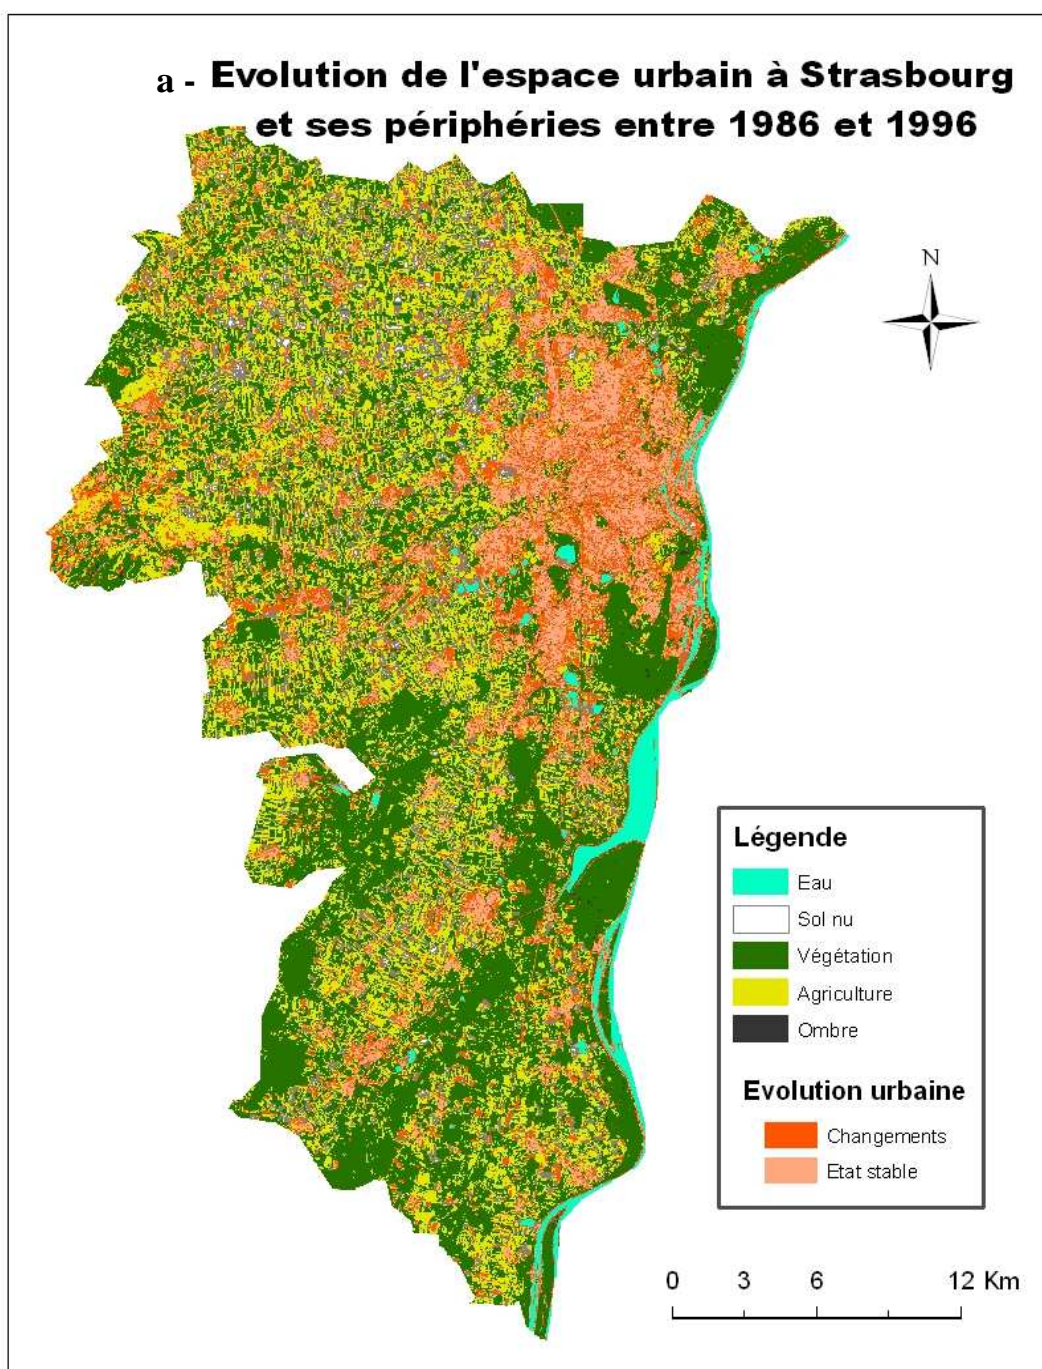 a - Evolution de l'espace urbain à Strasbourg
et ses périphéries entre 1986 et 1996
N
Légende
Eau
Sol nu
Végétation
Agriculture
Ombre
Evolution urbaine
Changements
Etat stable
0 3 6 12 Km